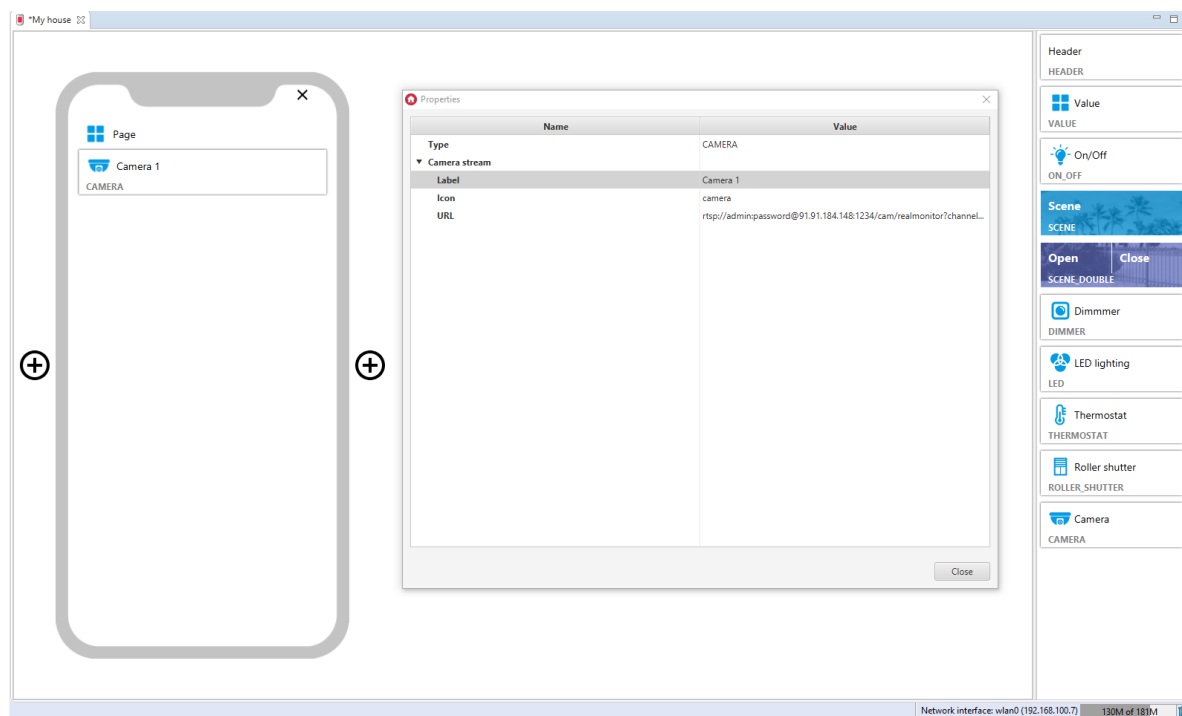 *My house
Page
Camera 1
CAMERA
Properties
Name Value
Type CAMERA
Camera stream
Label Camera 1
Icon camera
URL rtsp://admin:password@91.91.184.148:1234/cam/realmonitor?channel...
Close
Header
HEADER
Value
VALUE
On/Off
ON_OFF
Scene
SCENE
Open Close
SCENE_DOUBLE
Dimmmer
DIMMER
LED lighting
LED
Thermostat
THERMOSTAT
Roller shutter
ROLLER_SHUTTER
Camera
CAMERA
Network interface: wlan0 (192.168.100.7) 130M of 181M